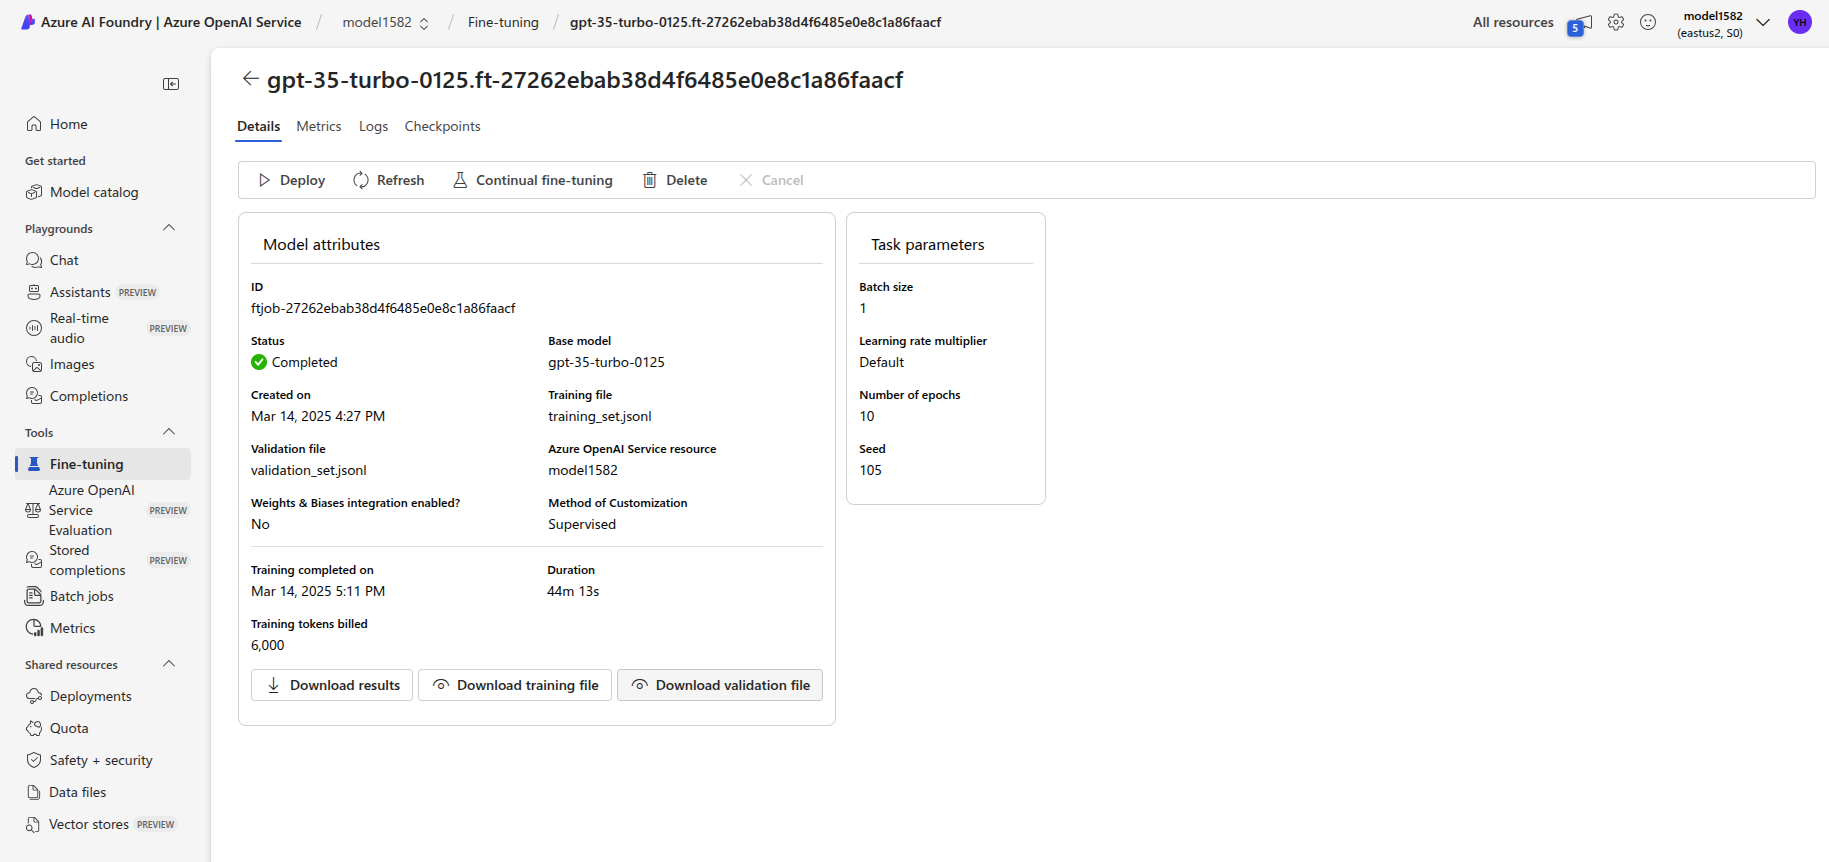 Azure AI Foundry | Azure OpenAI Service / model1582 / Fine-tuning / gpt-35-turbo-0125.ft-27262ebab38d4f6485e0e8c1a86faacf
All resources
5
model1582
(eastus2, S0)
YH
Home
Get started
Model catalog
Playgrounds
Chat
Assistants PREVIEW
Real-time
audio
PREVIEW
Images
Completions
Tools
Fine-tuning
Azure OpenAI
Service
Evaluation
PREVIEW
Stored
completions
PREVIEW
Batch jobs
Metrics
Shared resources
Deployments
Quota
Safety + security
Data files
Vector stores PREVIEW
gpt-35-turbo-0125.ft-27262ebab38d4f6485e0e8c1a86faacf
Details Metrics Logs Checkpoints
Deploy Refresh Continual fine-tuning Delete Cancel
Model attributes
ID
ftjob-27262ebab38d4f6485e0e8c1a86faacf
Status
Completed
Base model
gpt-35-turbo-0125
Created on
Mar 14, 2025 4:27 PM
Training file
training_set.jsonl
Validation file
validation_set.jsonl
Azure OpenAI Service resource
model1582
Weights & Biases integration enabled?
No
Method of Customization
Supervised
Training completed on
Mar 14, 2025 5:11 PM
Duration
44m 13s
Training tokens billed
6,000
Download results
Download training file
Download validation file
Task parameters
Batch size
1
Learning rate multiplier
Default
Number of epochs
10
Seed
105